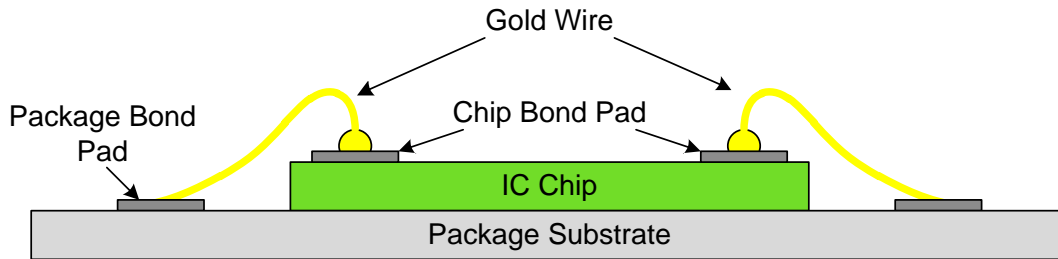 Gold Wire
Package Bond
Pad
Chip Bond Pad
IC Chip
Package Substrate